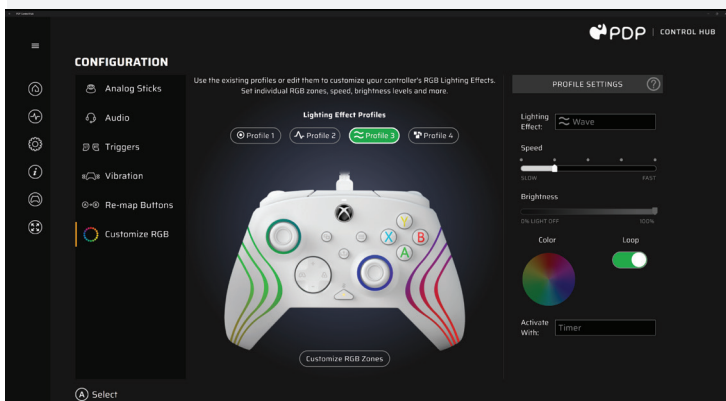 PDP | CONTROL HUB
CONFIGURATION
Analog Sticks
Audio
Triggers
Vibration
Re-map Buttons
Customize RGB
Use the existing profiles or edit them to customize your controller's RGB Lighting Effects.
Set individual RGB zones, speed, brightness levels and more.
Lighting Effect Profiles
Profile 1
Profile 2
Profile 3
Profile 4
Y
X
B
A
Customize RGB Zones
PROFILE SETTINGS ?
Lighting
Effect:
Wave
Speed
SLOW
FAST
Brightness
0% LIGHT OFF
100%
Color
Loop
Activate
With:
Timer
A Select